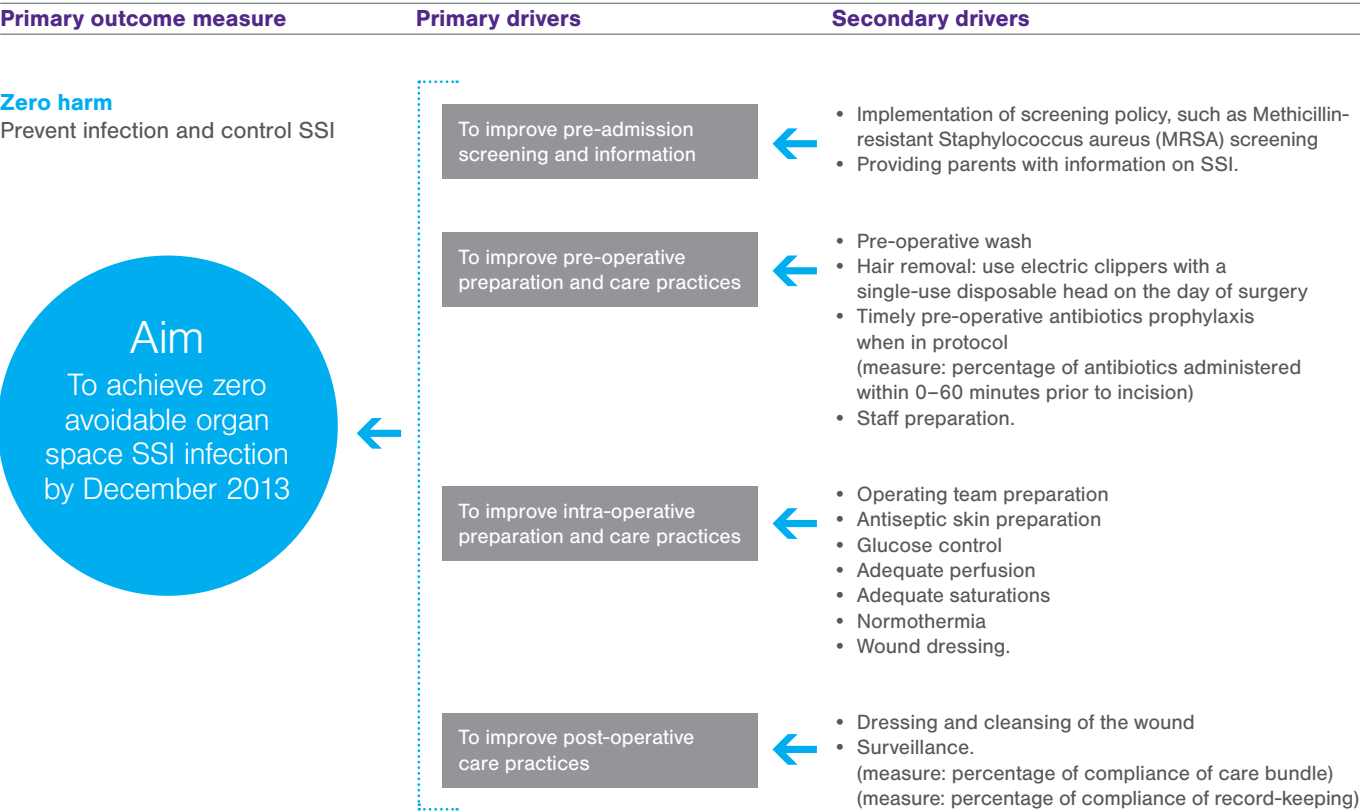 Primary outcome measure
Primary drivers
Secondary drivers
Zero harm
Prevent infection and control SSI
Aim
To achieve zero
avoidable organ
space SSI infection
by December 2013
To improve pre-admission
screening and information
• Implementation of screening policy, such as Methicillin-
resistant Staphylococcus aureus (MRSA) screening
• Providing parents with information on SSI.
To improve pre-operative
preparation and care practices
• Pre-operative wash
• Hair removal: use electric clippers with a
single-use disposable head on the day of surgery
• Timely pre-operative antibiotics prophylaxis
when in protocol
(measure: percentage of antibiotics administered
within 0–60 minutes prior to incision)
• Staff preparation.
To improve intra-operative
preparation and care practices
• Operating team preparation
• Antiseptic skin preparation
• Glucose control
• Adequate perfusion
• Adequate saturations
• Normothermia
• Wound dressing.
To improve post-operative
care practices
• Dressing and cleansing of the wound
• Surveillance.
(measure: percentage of compliance of care bundle)
(measure: percentage of compliance of record-keeping)